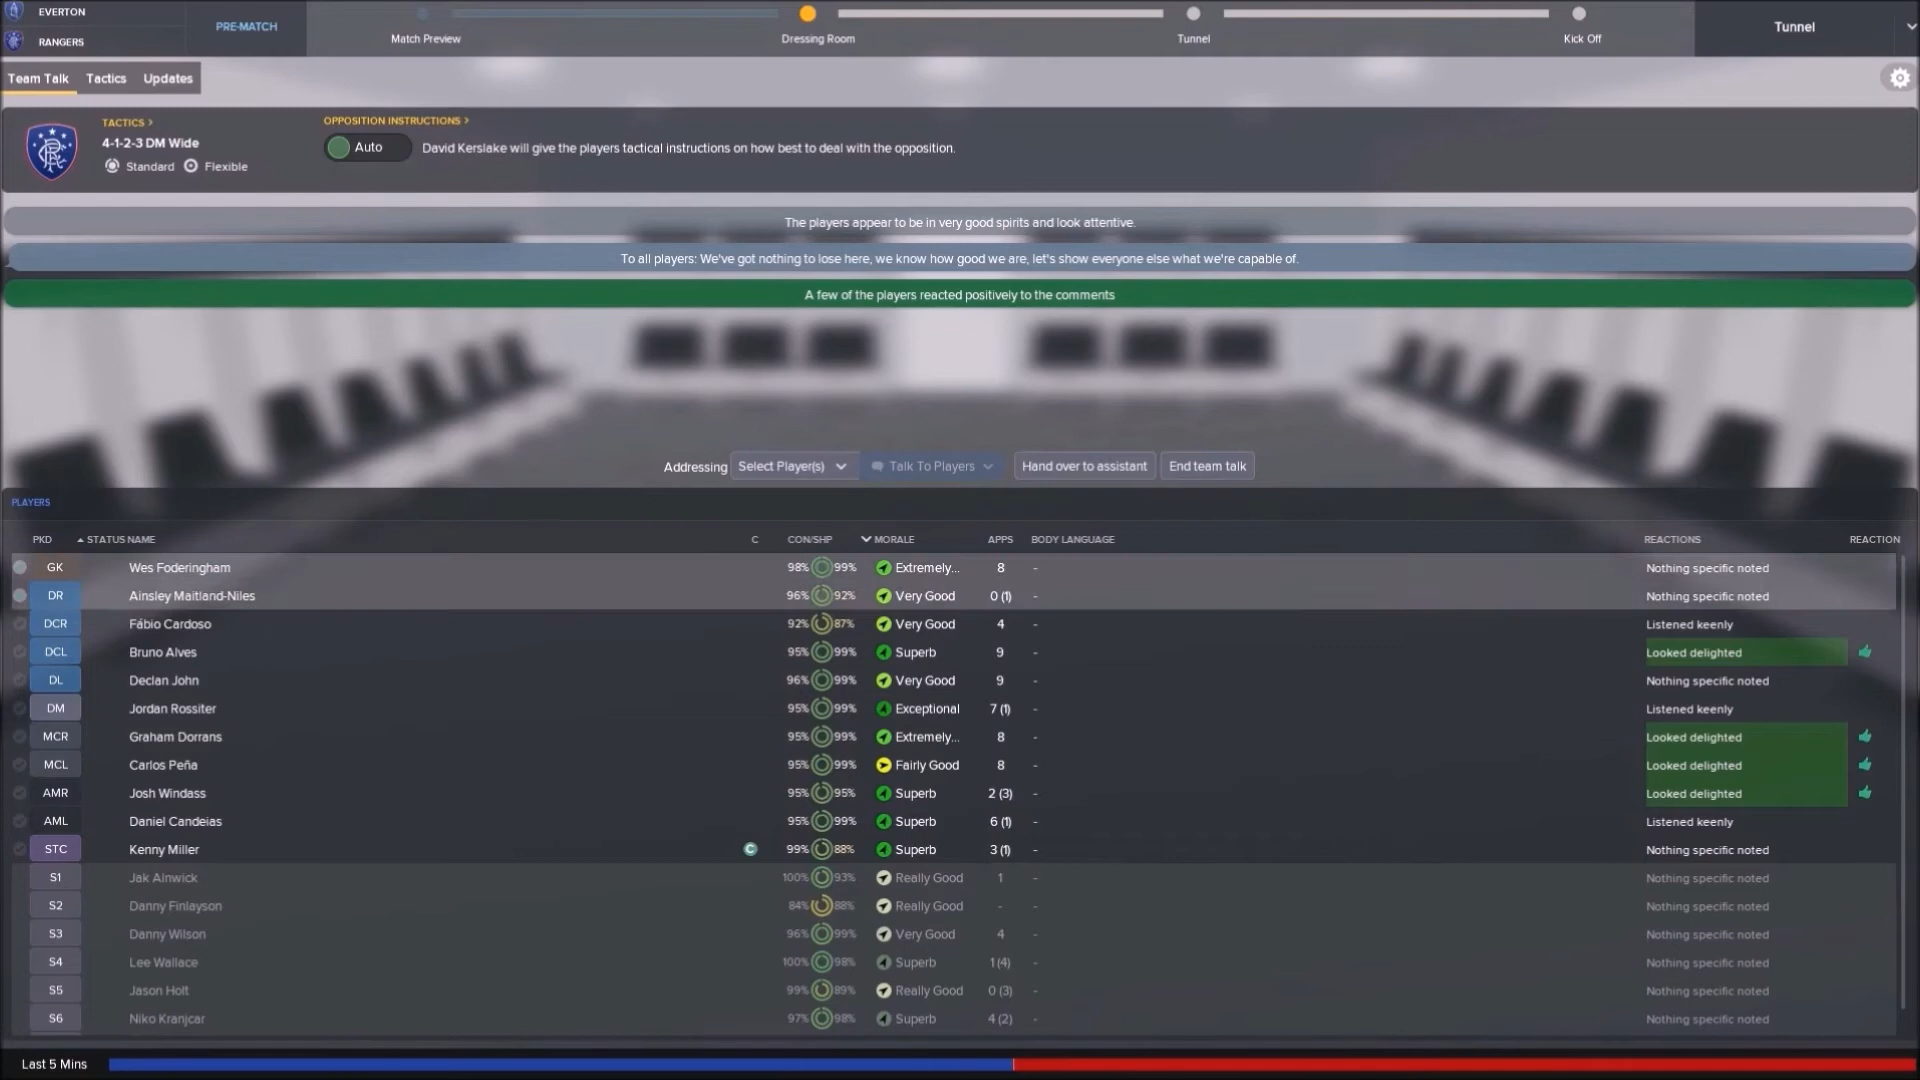 EVERTON
RANGERS
PRE-MATCH
Match Preview
Dressing Room
Tunnel
Kick Off
Tunnel
Team Talk Tactics Updates
TACTICS >
4-1-2-3 DM Wide
Standard Flexible
OPPOSITION INSTRUCTIONS >
Auto
David Kerslake will give the players tactical instructions on how best to deal with the opposition.
The players appear to be in very good spirits and look attentive.
To all players: We've got nothing to lose here, we know how good we are, let's show everyone else what we're capable of.
A few of the players reacted positively to the comments
Addressing Select Player(s) Talk To Players Hand over to assistant End team talk
PLAYERS
PKD STATUS NAME C CON/SHP MORALE APPS BODY LANGUAGE REACTIONS REACTION
GK Wes Foderingham 98% 99% Extremely... 8 - Nothing specific noted
DR Ainsley Maitland-Niles 96% 92% Very Good 0 (1) - Nothing specific noted
DCR Fábio Cardoso 92% 87% Very Good 4 - Listened keenly
DCL Bruno Alves 95% 99% Superb 9 - Looked delighted
DL Declan John 96% 99% Very Good 9 - Nothing specific noted
DM Jordan Rossiter 95% 99% Exceptional 7 (1) - Listened keenly
MCR Graham Dorrans 95% 99% Extremely... 8 - Looked delighted
MCL Carlos Peña 95% 99% Fairly Good 8 - Looked delighted
AMR Josh Windass 95% 95% Superb 2 (3) - Looked delighted
AML Daniel Candeias 95% 99% Superb 6 (1) - Listened keenly
STC Kenny Miller C 99% 88% Superb 3 (1) - Nothing specific noted
S1 Jak Alnwick 100% 93% Really Good 1 - Nothing specific noted
S2 Danny Finlayson 84% 88% Really Good - - Nothing specific noted
S3 Danny Wilson 96% 99% Very Good 4 - Nothing specific noted
S4 Lee Wallace 100% 98% Superb 1 (4) - Nothing specific noted
S5 Jason Holt 99% 89% Really Good 0 (3) - Nothing specific noted
S6 Niko Kranjcar 97% 98% Superb 4 (2) - Nothing specific noted
Last 5 Mins